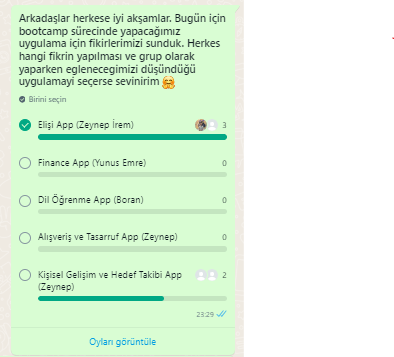 Arkadaşlar herkese iyi akşamlar. Bugün için
bootcamp sürecinde yapacağımız
uygulama için fikirlerimizi sunduk. Herkes
hangi fikrin yapılması ve grup olarak
yaparken eglenecegimizi düşündüğü
uygulamayi seçerse sevinirim 🤗
Birini seçin
Elişi App (Zeynep İrem) 3
Finance App (Yunus Emre) 0
Dil Öğrenme App (Boran) 0
Alışveriş ve Tasarruf App (Zeynep) 0
Kişisel Gelişim ve Hedef Takibi App 2
(Zeynep)
23:29
Oyları görüntüle